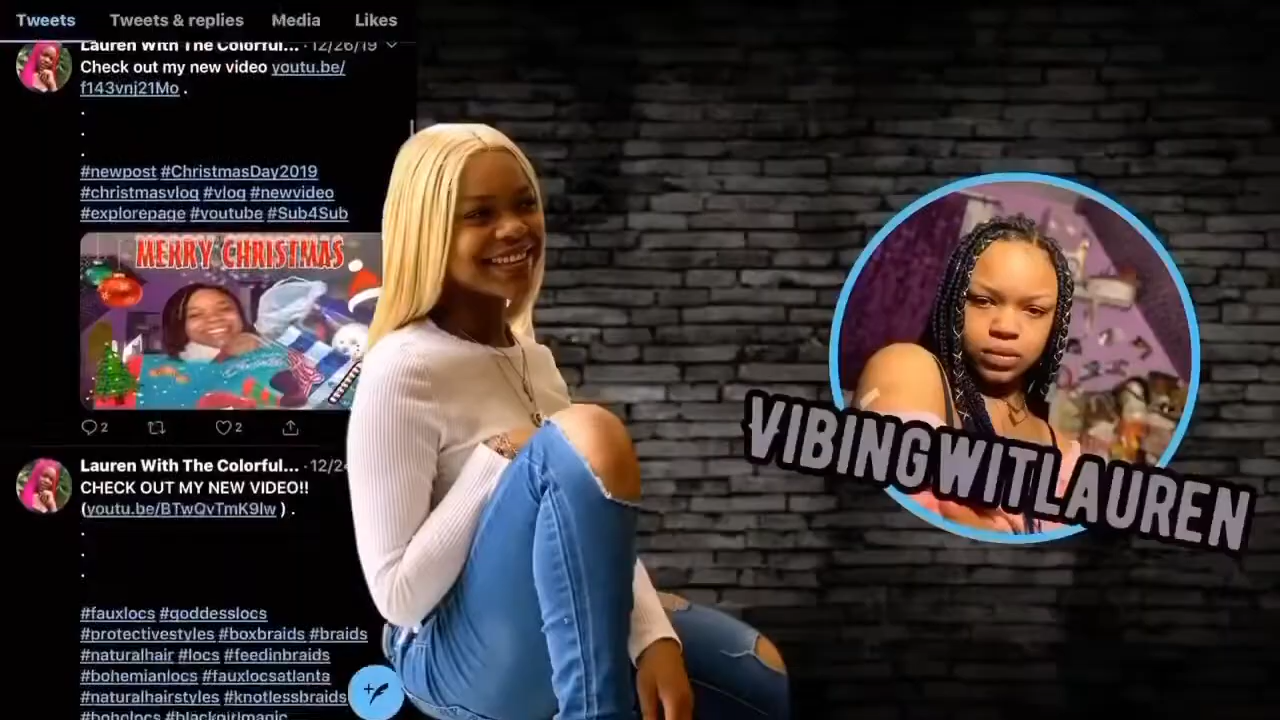 Tweets Tweets & replies Media Likes
Lauren With The Colorful... · 12/26/19
Check out my new video youtu.be/
f143vnj21Mo .
.
.
.
#newpost #ChristmasDay2019
#christmasvlog #vlog #newvideo
#explorepage #youtube #Sub4Sub
MERRY CHRISTMAS
2 2
Lauren With The Colorful... · 12/2
CHECK OUT MY NEW VIDEO!!
(youtu.be/BTwQvTmK9lw ) .
.
.
.
#fauxlocs #goddesslocs
#protectivestyles #boxbraids #braids
#naturalhair #locs #feedinbraids
#bohemianlocs #fauxlocsatlanta
#naturalhairstyles #knotlessbraids
#boholocs #blackgirlmagic
VIBINGWITLAUREN